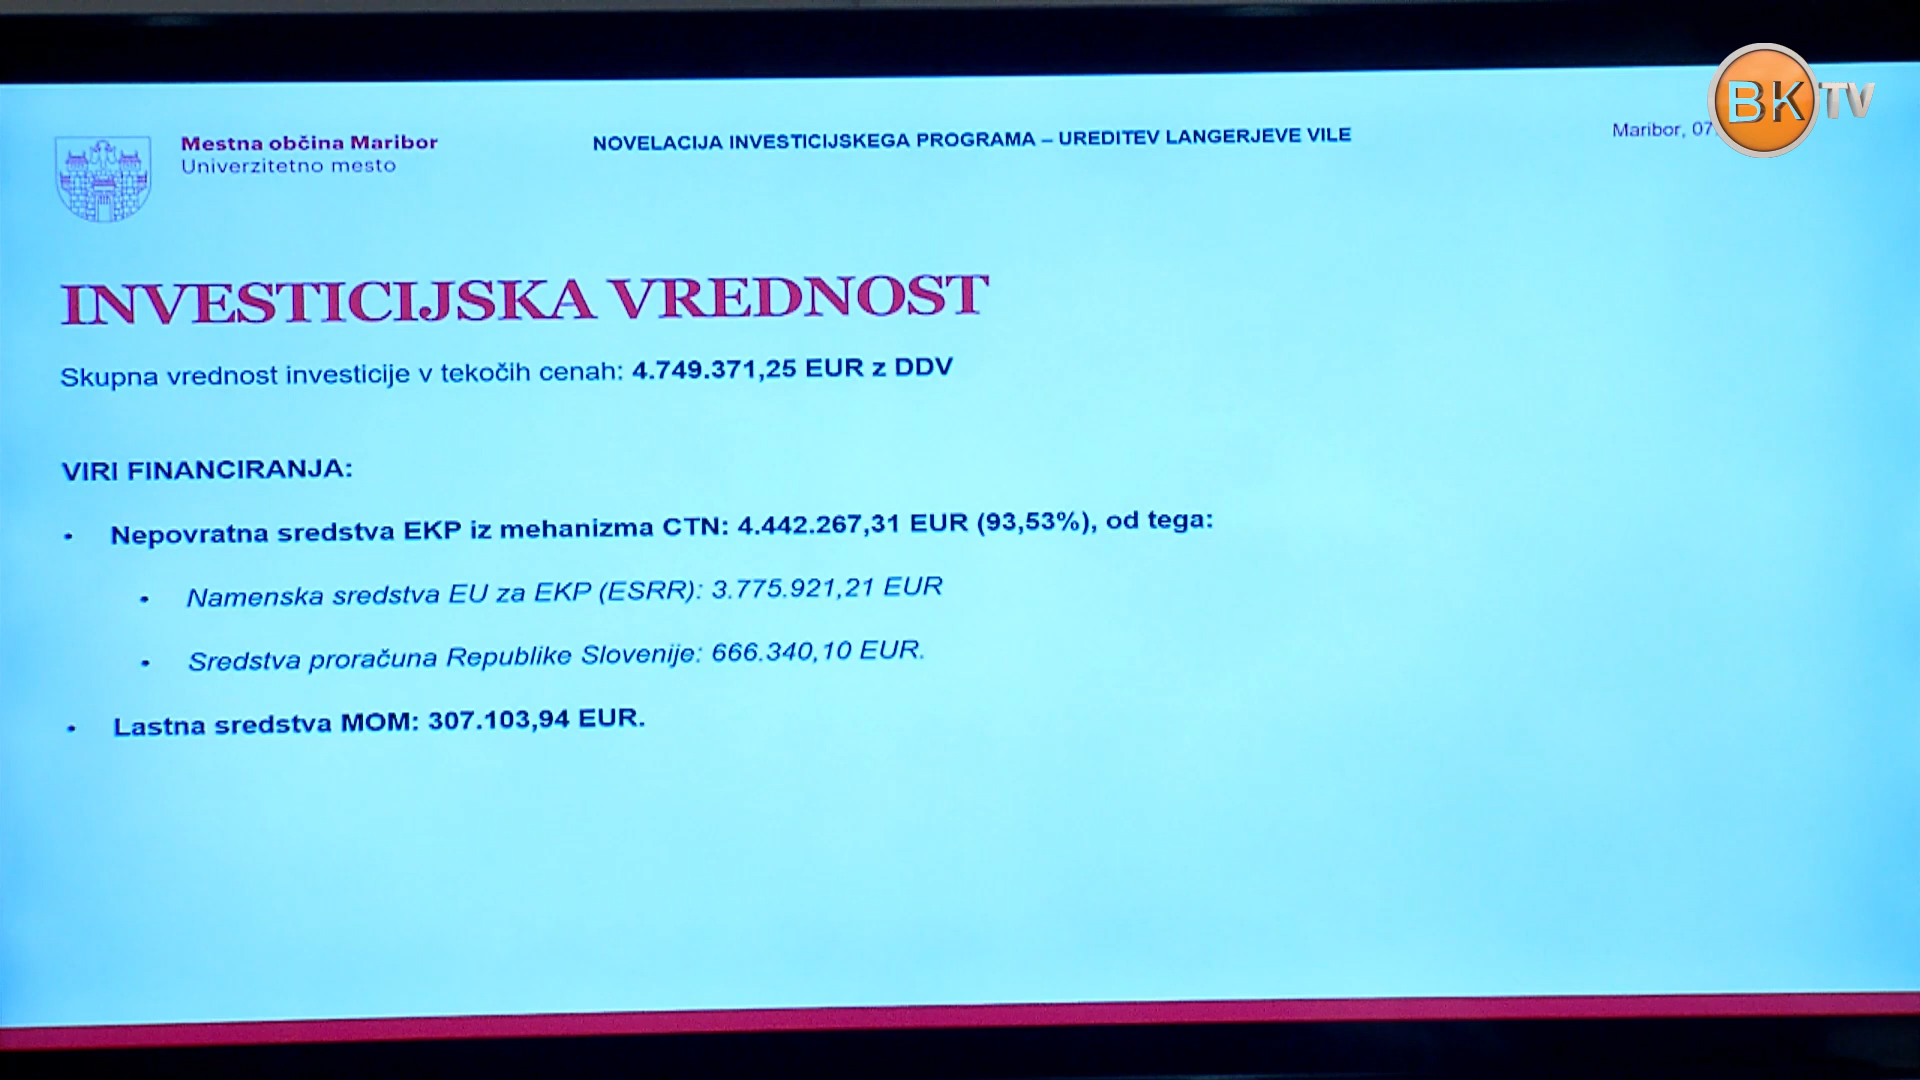 Mestna občina Maribor
Univerzitetno mesto
NOVELACIJA INVESTICIJSKEGA PROGRAMA – UREDITEV LANGERJEVE VILE
Maribor, 07
BK TV
INVESTICIJSKA VREDNOST
Skupna vrednost investicije v tekočih cenah: 4.749.371,25 EUR z DDV
VIRI FINANCIRANJA:
• Nepovratna sredstva EKP iz mehanizma CTN: 4.442.267,31 EUR (93,53%), od tega:
• Namenska sredstva EU za EKP (ESRR): 3.775.921,21 EUR
• Sredstva proračuna Republike Slovenije: 666.340,10 EUR.
• Lastna sredstva MOM: 307.103,94 EUR.